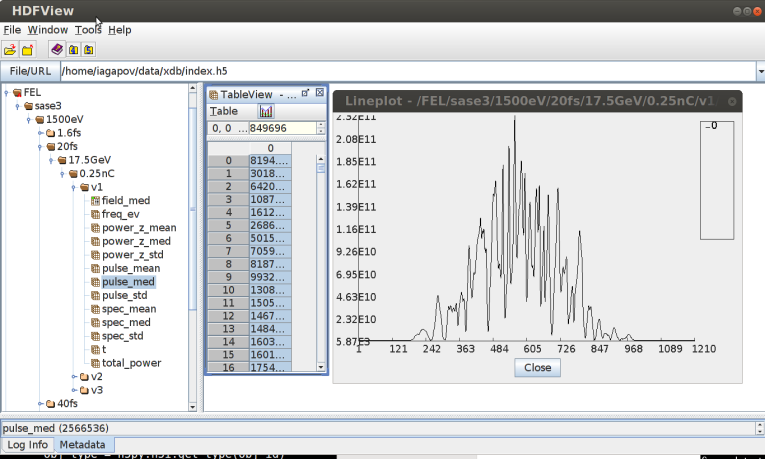 HDFView
File Window Tools Help
File/URL /home/iagapov/data/xdb/index.h5
FEL
sase3
1500eV
1.6fs
20fs
17.5GeV
0.25nC
v1
field_med
freq_ev
power_z_mean
power_z_med
power_z_std
pulse_mean
pulse_med
pulse_std
spec_mean
spec_med
spec_std
t
total_power
v2
v3
40fs
TableView - ...
Table
0, 0 ... 849696
0
0 8194...
1 3018...
2 6420...
3 1087...
4 1612...
5 2686...
6 5015...
7 7059...
8 8187...
9 9932...
10 1308...
11 1505...
12 1467...
13 1484...
14 1603...
15 1601...
16 1754...
Lineplot - /FEL/sase3/1500eV/20fs/17.5GeV/0.25nC/v1
0
2.32E11
2.08E11
1.85E11
1.62E11
1.39E11
1.16E11
9.26E10
6.95E10
4.63E10
2.32E10
5.87E3
1 121 242 363 484 605 726 847 968 1089 1210
Close
pulse_med (2566536)
Log Info Metadata